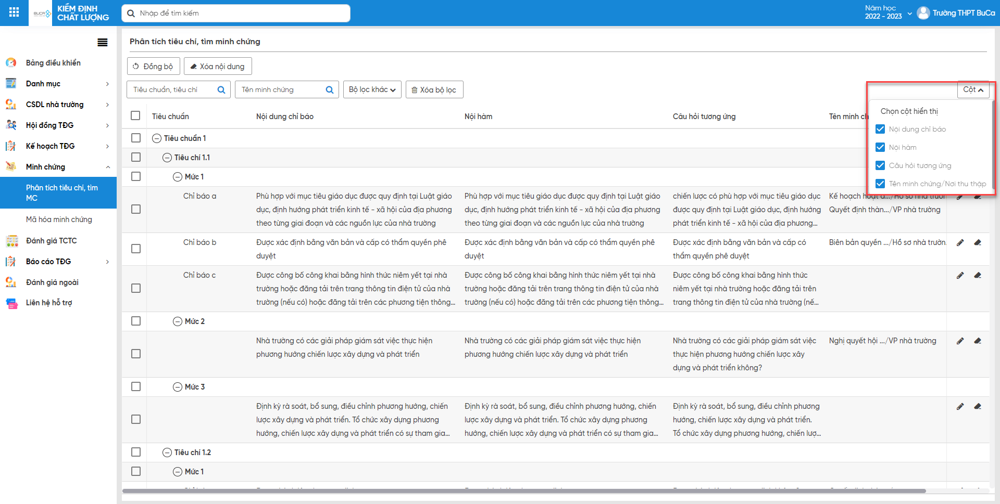 BUCA
KIỂM ĐỊNH
CHẤT LƯỢNG
Nhập để tìm kiếm
Năm học
2022 - 2023
Trường THPT BuCa
Bảng điều khiển
Danh mục
CSDL nhà trường
Hội đồng TĐG
Kế hoạch TĐG
Minh chứng
Phân tích tiêu chí, tìm
MC
Mã hóa minh chứng
Đánh giá TCTC
Báo cáo TĐG
Đánh giá ngoài
Liên hệ hỗ trợ
Phân tích tiêu chí, tìm minh chứng
Đồng bộ
Xóa nội dung
Tiêu chuẩn, tiêu chí
Tên minh chứng
Bộ lọc khác
Xóa bộ lọc
Cột
Chọn cột hiển thị
Nội dung chỉ báo
Nội hàm
Câu hỏi tương ứng
Tên minh chứng/Nơi thu thập
Tiêu chuẩn
Nội dung chỉ báo
Nội hàm
Câu hỏi tương ứng
Tên minh ch
Tiêu chuẩn 1
Tiêu chí 1.1
Mức 1
Chỉ báo a
Phù hợp với mục tiêu giáo dục được quy định tại Luật giáo
dục, định hướng phát triển kinh tế - xã hội của địa phương
theo từng giai đoạn và các nguồn lực của nhà trường
Phù hợp với mục tiêu giáo dục được quy định tại Luật giáo
dục, định hướng phát triển kinh tế - xã hội của địa phương
theo từng giai đoạn và các nguồn lực của nhà trường
chiến lược có phù hợp với mục tiêu giáo dục
được quy định tại Luật giáo dục, định hướng
phát triển kinh tế - xã hội của địa phương...
Kế hoạch hoạt đ.../Hồ sơ nhà trườn
Quyết định thàn.../VP nhà trường
Chỉ báo b
Được xác định bằng văn bản và cấp có thẩm quyền phê
duyệt
Được xác định bằng văn bản và cấp có thẩm quyền phê
duyệt
Được xác định bằng văn bản và cấp có
thẩm quyền phê duyệt
Biên bản quyền .../Hồ sơ nhà trườn.
Chỉ báo c
Được công bố công khai bằng hình thức niêm yết tại nhà
trường hoặc đăng tải trên trang thông tin điện tử của nhà
trường (nếu có) hoặc đăng tải trên các phương tiện thông...
Được công bố công khai bằng hình thức niêm yết tại nhà
trường hoặc đăng tải trên trang thông tin điện tử của nhà
trường (nếu có) hoặc đăng tải trên các phương tiện thông...
Được công bố công khai bằng hình thức
niêm yết tại nhà trường hoặc đăng tải trên
trang thông tin điện tử của nhà trường (nế...
Mức 2
Nhà trường có các giải pháp giám sát việc thực hiện
phương hướng chiến lược xây dựng và phát triển
Nhà trường có các giải pháp giám sát việc thực hiện
phương hướng chiến lược xây dựng và phát triển
Nhà trường có các giải pháp giám sát việc
thực hiện phương hướng chiến lược xây
dựng và phát triển không?
Nghị quyết hội .../VP nhà trường
Mức 3
Định kỳ rà soát, bổ sung, điều chỉnh phương hướng, chiến
lược xây dựng và phát triển. Tổ chức xây dựng phương
hướng, chiến lược xây dựng và phát triển có sự tham gia...
Định kỳ rà soát, bổ sung, điều chỉnh phương hướng, chiến
lược xây dựng và phát triển. Tổ chức xây dựng phương
hướng, chiến lược xây dựng và phát triển có sự tham gia...
Định kỳ rà soát, bổ sung, điều chỉnh phương
hướng, chiến lược xây dựng và phát triển.
Tổ chức xây dựng phương hướng, chiến lượ...
Tiêu chí 1.2
Mức 1